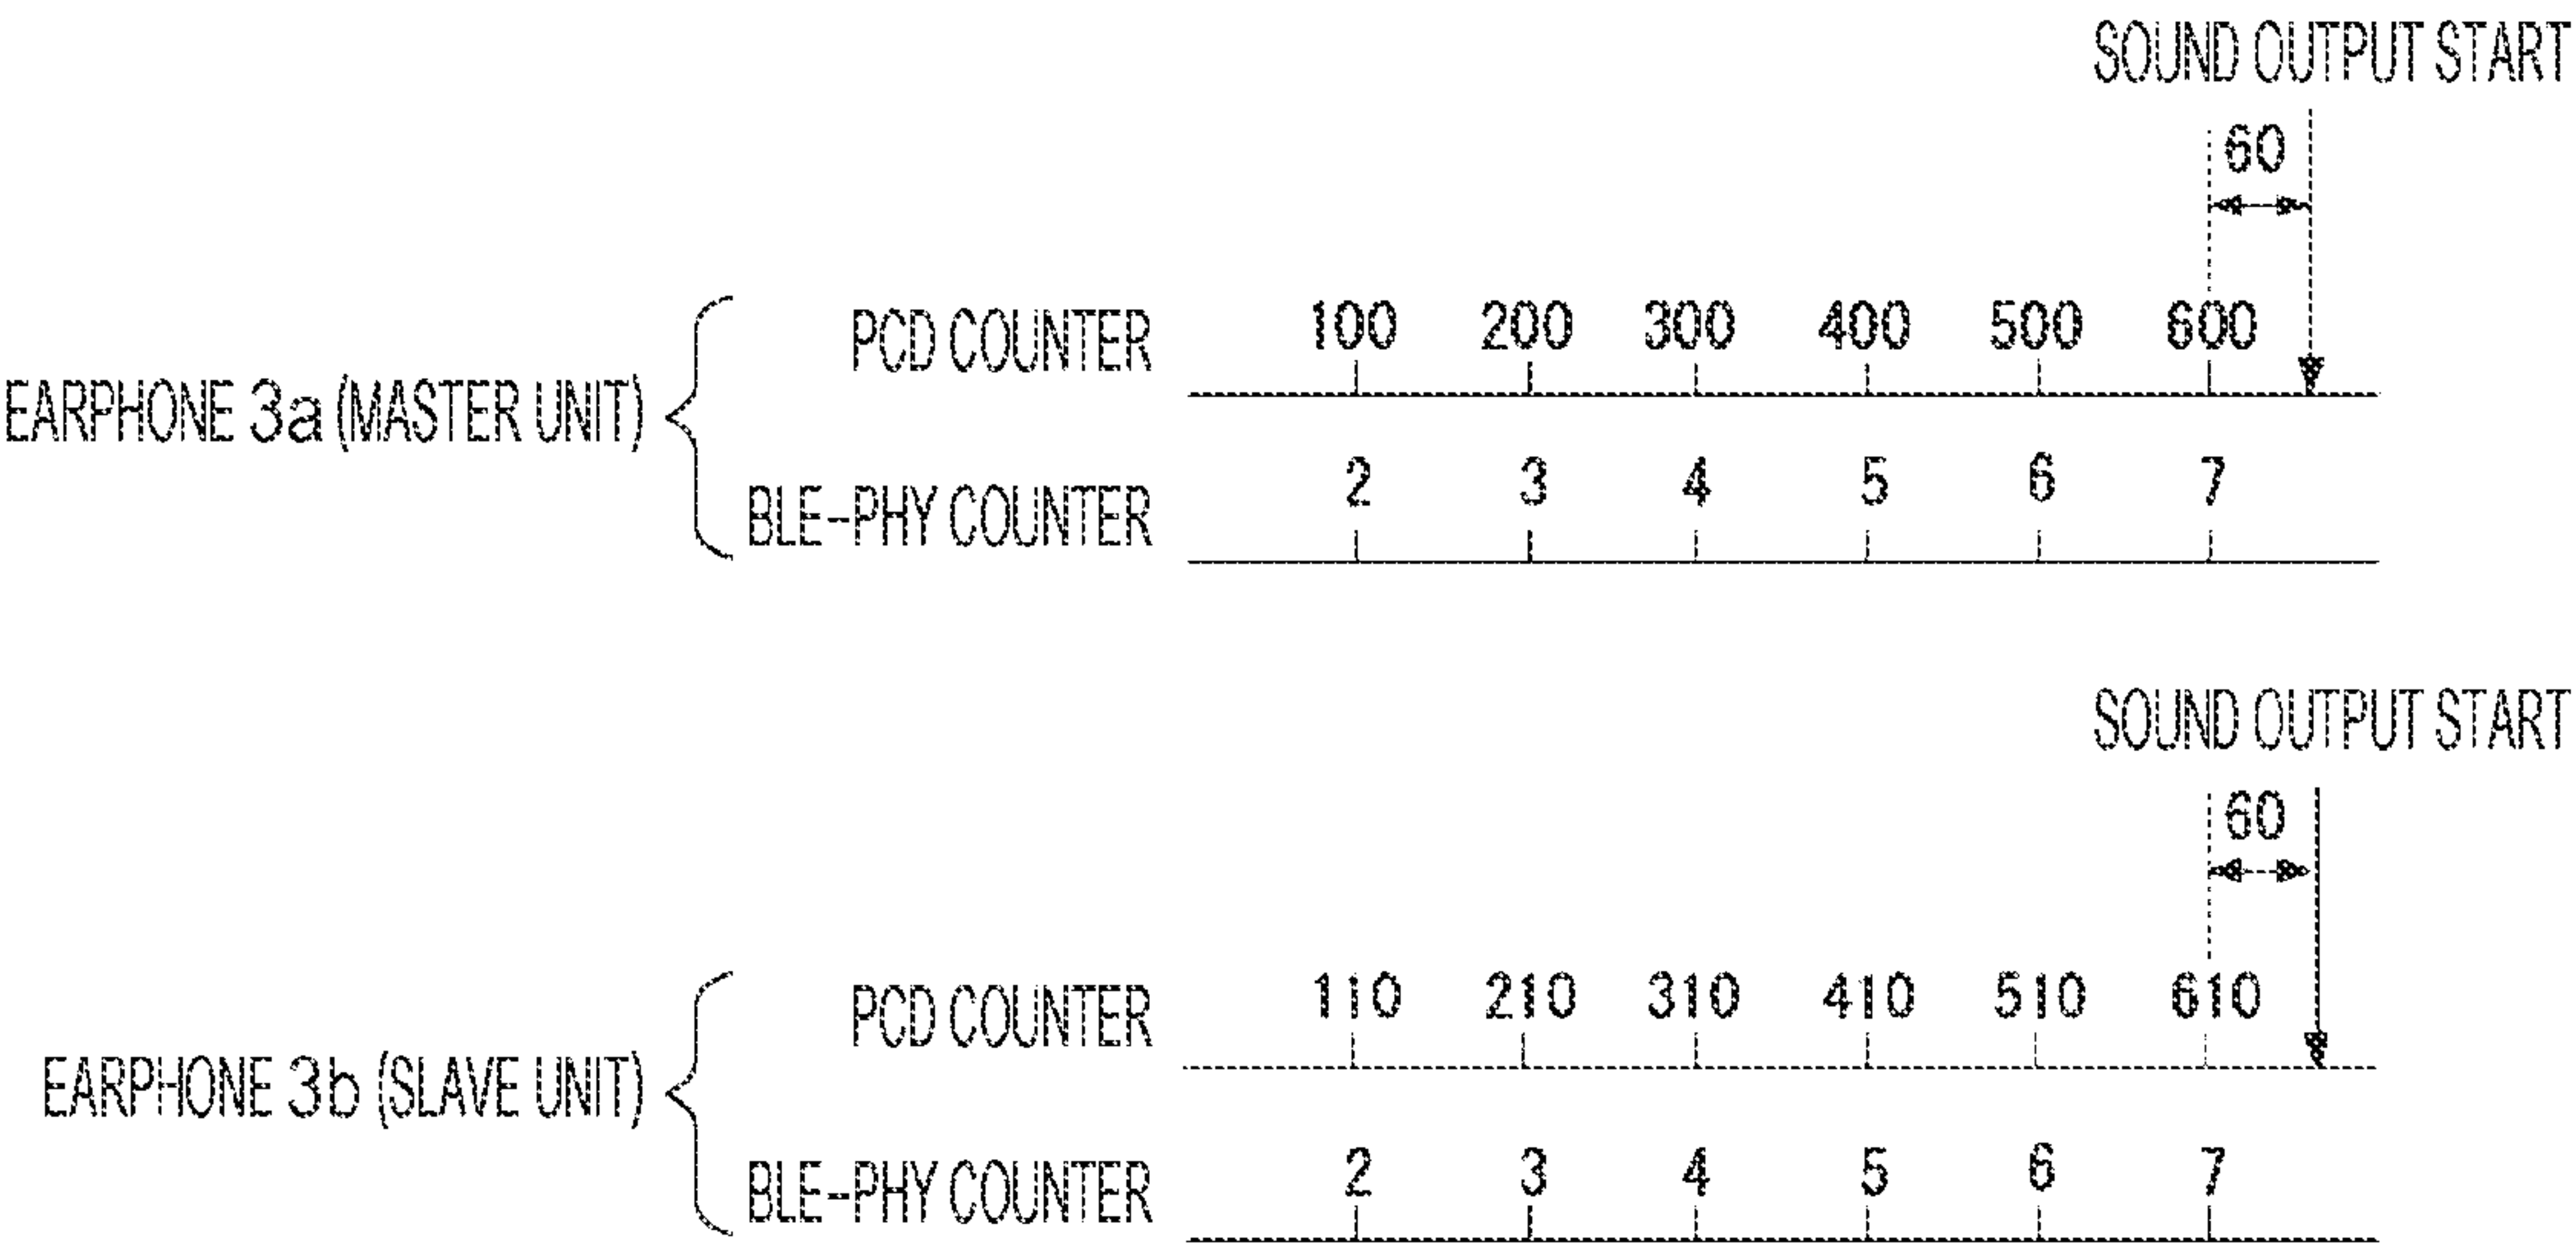 SOUND OUTPUT START
60
PCD COUNTER 100 200 300 400 500 600
EARPHONE 3a (MASTER UNIT)
BLE-PHY COUNTER 2 3 4 5 6 7
SOUND OUTPUT START
60
PCD COUNTER 110 210 310 410 510 610
EARPHONE 3b (SLAVE UNIT)
BLE-PHY COUNTER 2 3 4 5 6 7